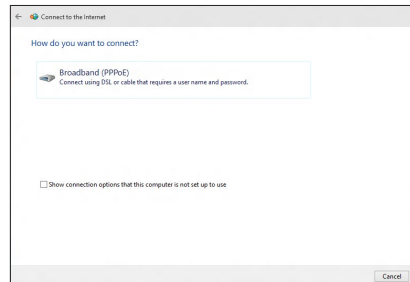 Connect to the Internet
How do you want to connect?
Broadband (PPPoE)
Connect using DSL or cable that requires a user name and password.
Show connection options that this computer is not set up to use
Cancel